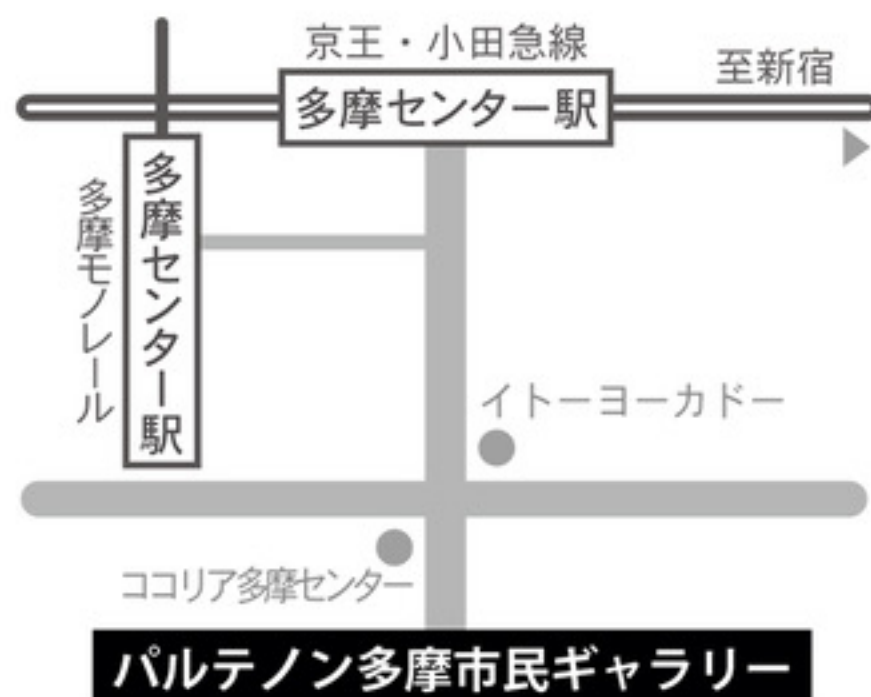 京王・小田急線
多摩センター駅
至新宿
多摩モノレール
多摩センター駅
イトーヨーカドー
ココリア多摩センター
パルテノン多摩市民ギャラリー